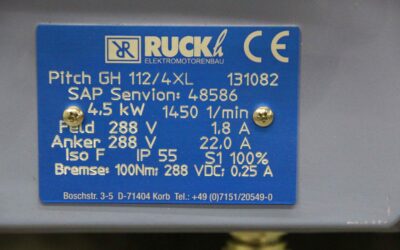 RR RUCKh CE
ELEKTROMOTORENBAU
Pitch GH 112/4XL 131082
SAP Senvion: 48586
4,5 kW 1450 1/min
Feld 288 V 1,8 A
Anker 288 V 22,0 A
Iso F IP 55 S1 100%
Bremse: 100Nm: 288 VDC: 0,25 A
Boschstr. 3-5 D-71404 Korb Tel.: +49 (0)7151/20549-0